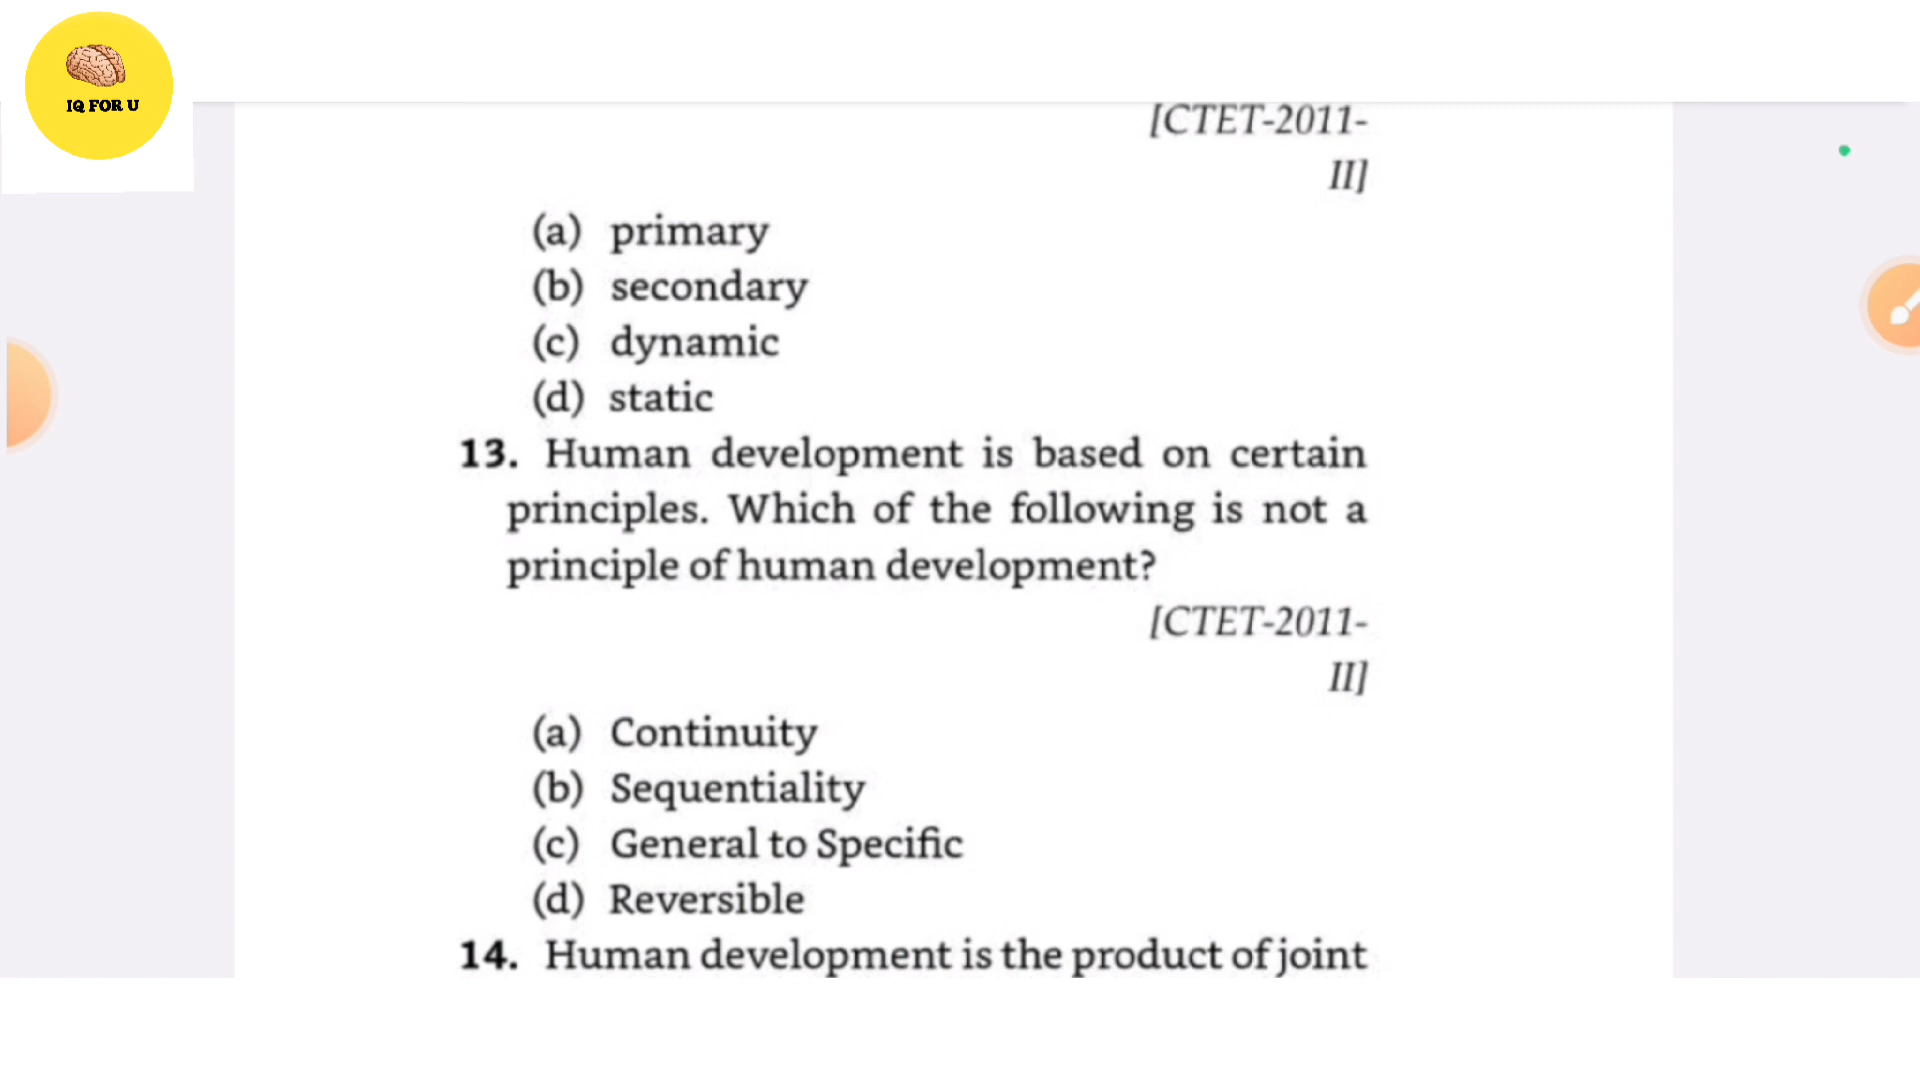 IQ FOR U
[CTET-2011-
II]
(a) primary
(b) secondary
(c) dynamic
(d) static
13. Human development is based on certain
principles. Which of the following is not a
principle of human development?
[CTET-2011-
II]
(a) Continuity
(b) Sequentiality
(c) General to Specific
(d) Reversible
14. Human development is the product of joint